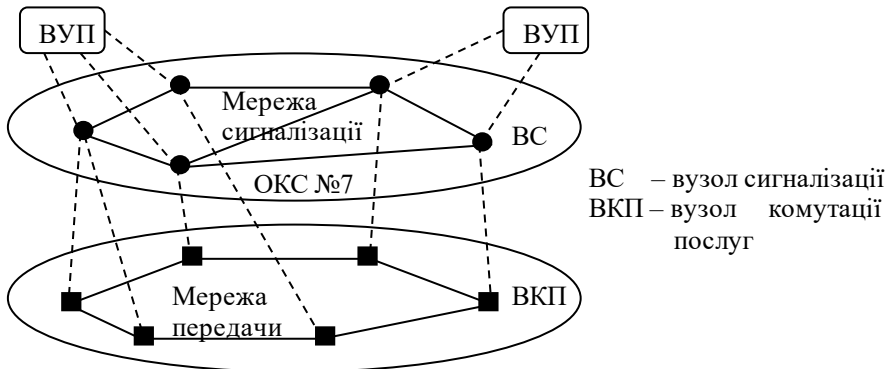 ВУП
ВУП
Мережа
сигналізації
ВС
ОКС №7
ВС – вузол сигналізації
ВКП – вузол комутації
послуг
Мережа
передачи
ВКП